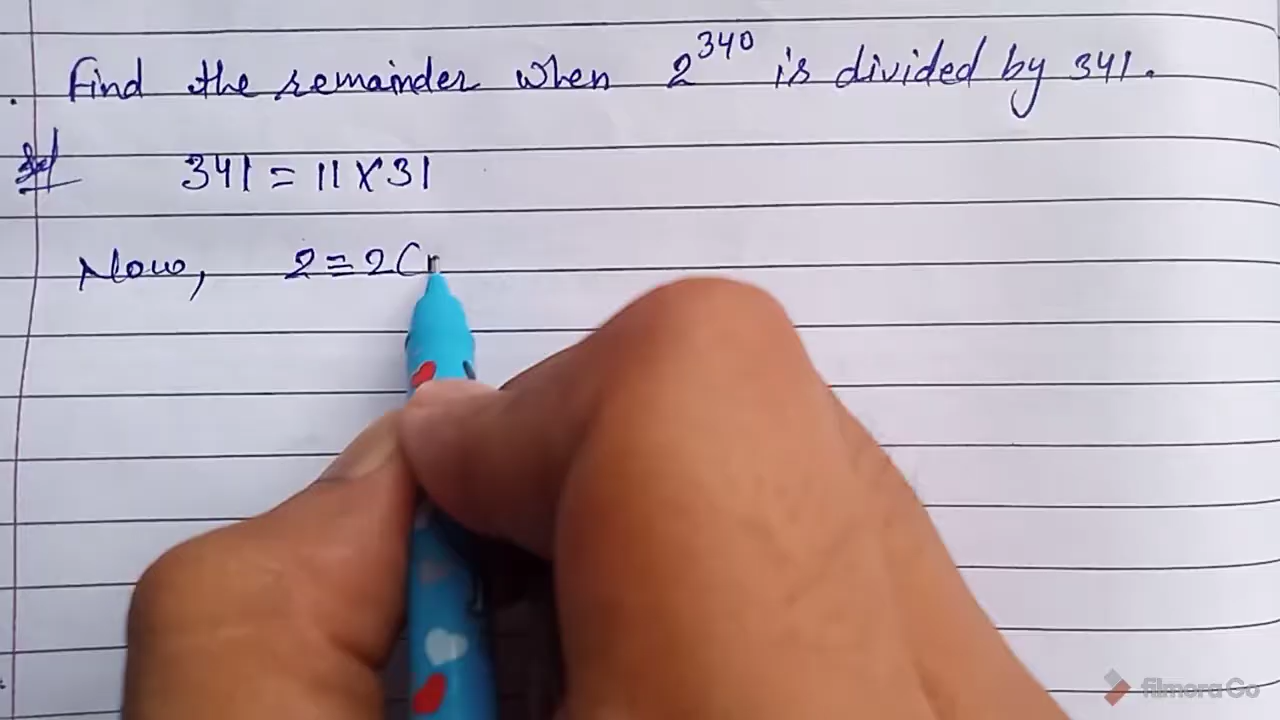 Find the remainder when 2^340 is divided by 341.
Sol
341 = 11 X 31
Now, 2 ≡ 2 (
filmora Go